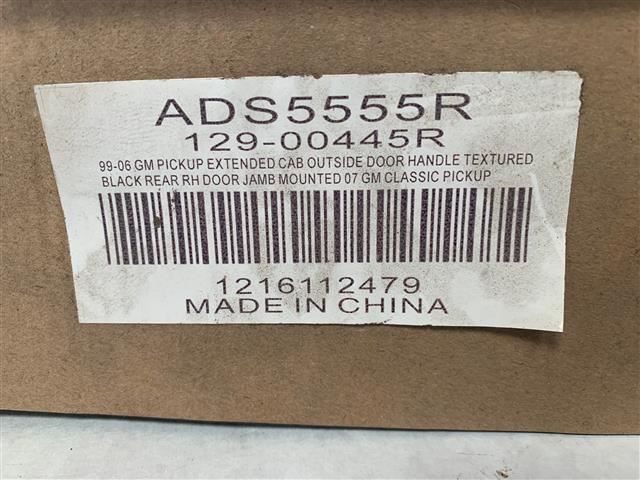 ADS5555R
129-00445R
99-06 GM PICKUP EXTENDED CAB OUTSIDE DOOR HANDLE TEXTURED
BLACK REAR RH DOOR JAMB MOUNTED 07 GM CLASSIC PICKUP
1216112479
MADE IN CHINA